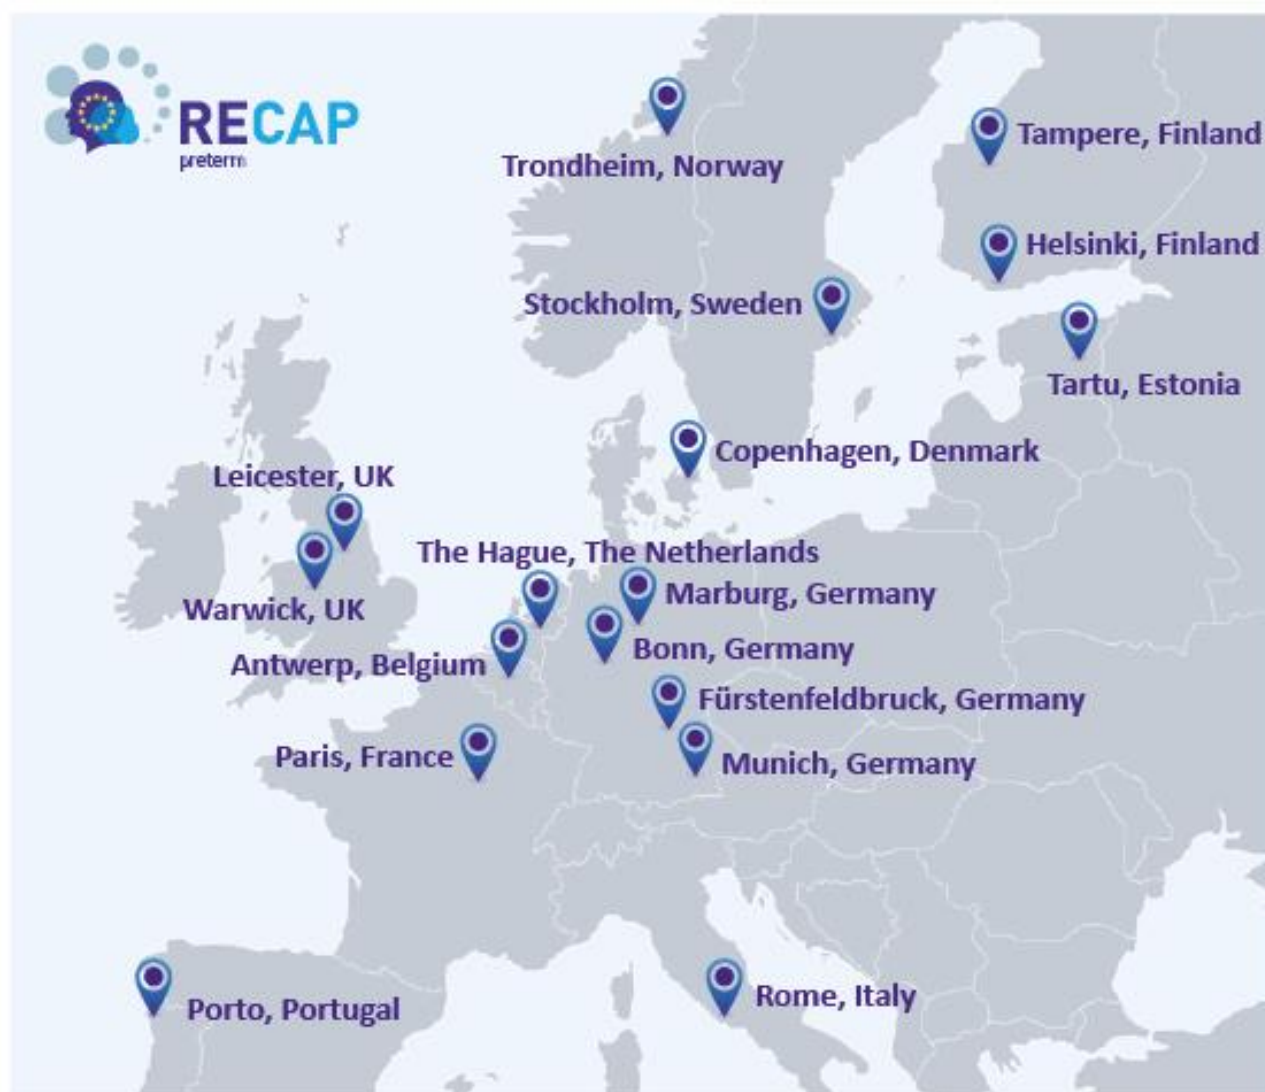 RECAP
preterm
Trondheim, Norway
Tampere, Finland
Helsinki, Finland
Stockholm, Sweden
Tartu, Estonia
Copenhagen, Denmark
Leicester, UK
The Hague, The Netherlands
Marburg, Germany
Warwick, UK
Bonn, Germany
Antwerp, Belgium
Fürstenfeldbruck, Germany
Paris, France
Munich, Germany
Rome, Italy
Porto, Portugal